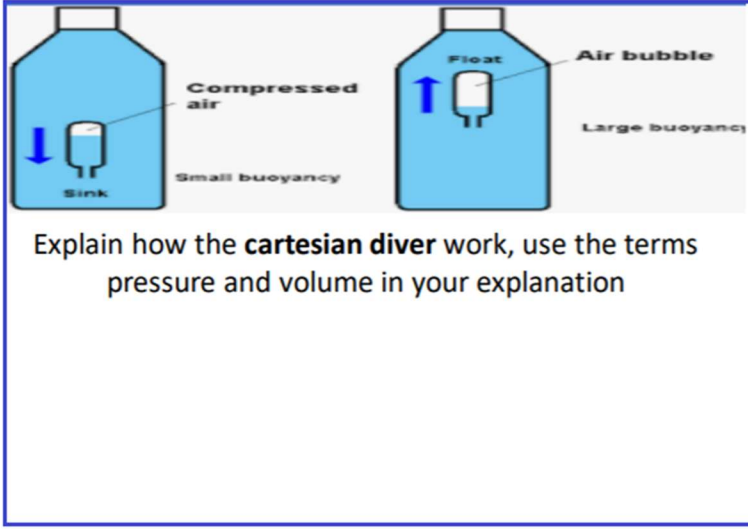 Compressed
air
Small buoyancy
Sink
Float
Air bubble
Large buoyancy
Explain how the cartesian diver work, use the terms
pressure and volume in your explanation